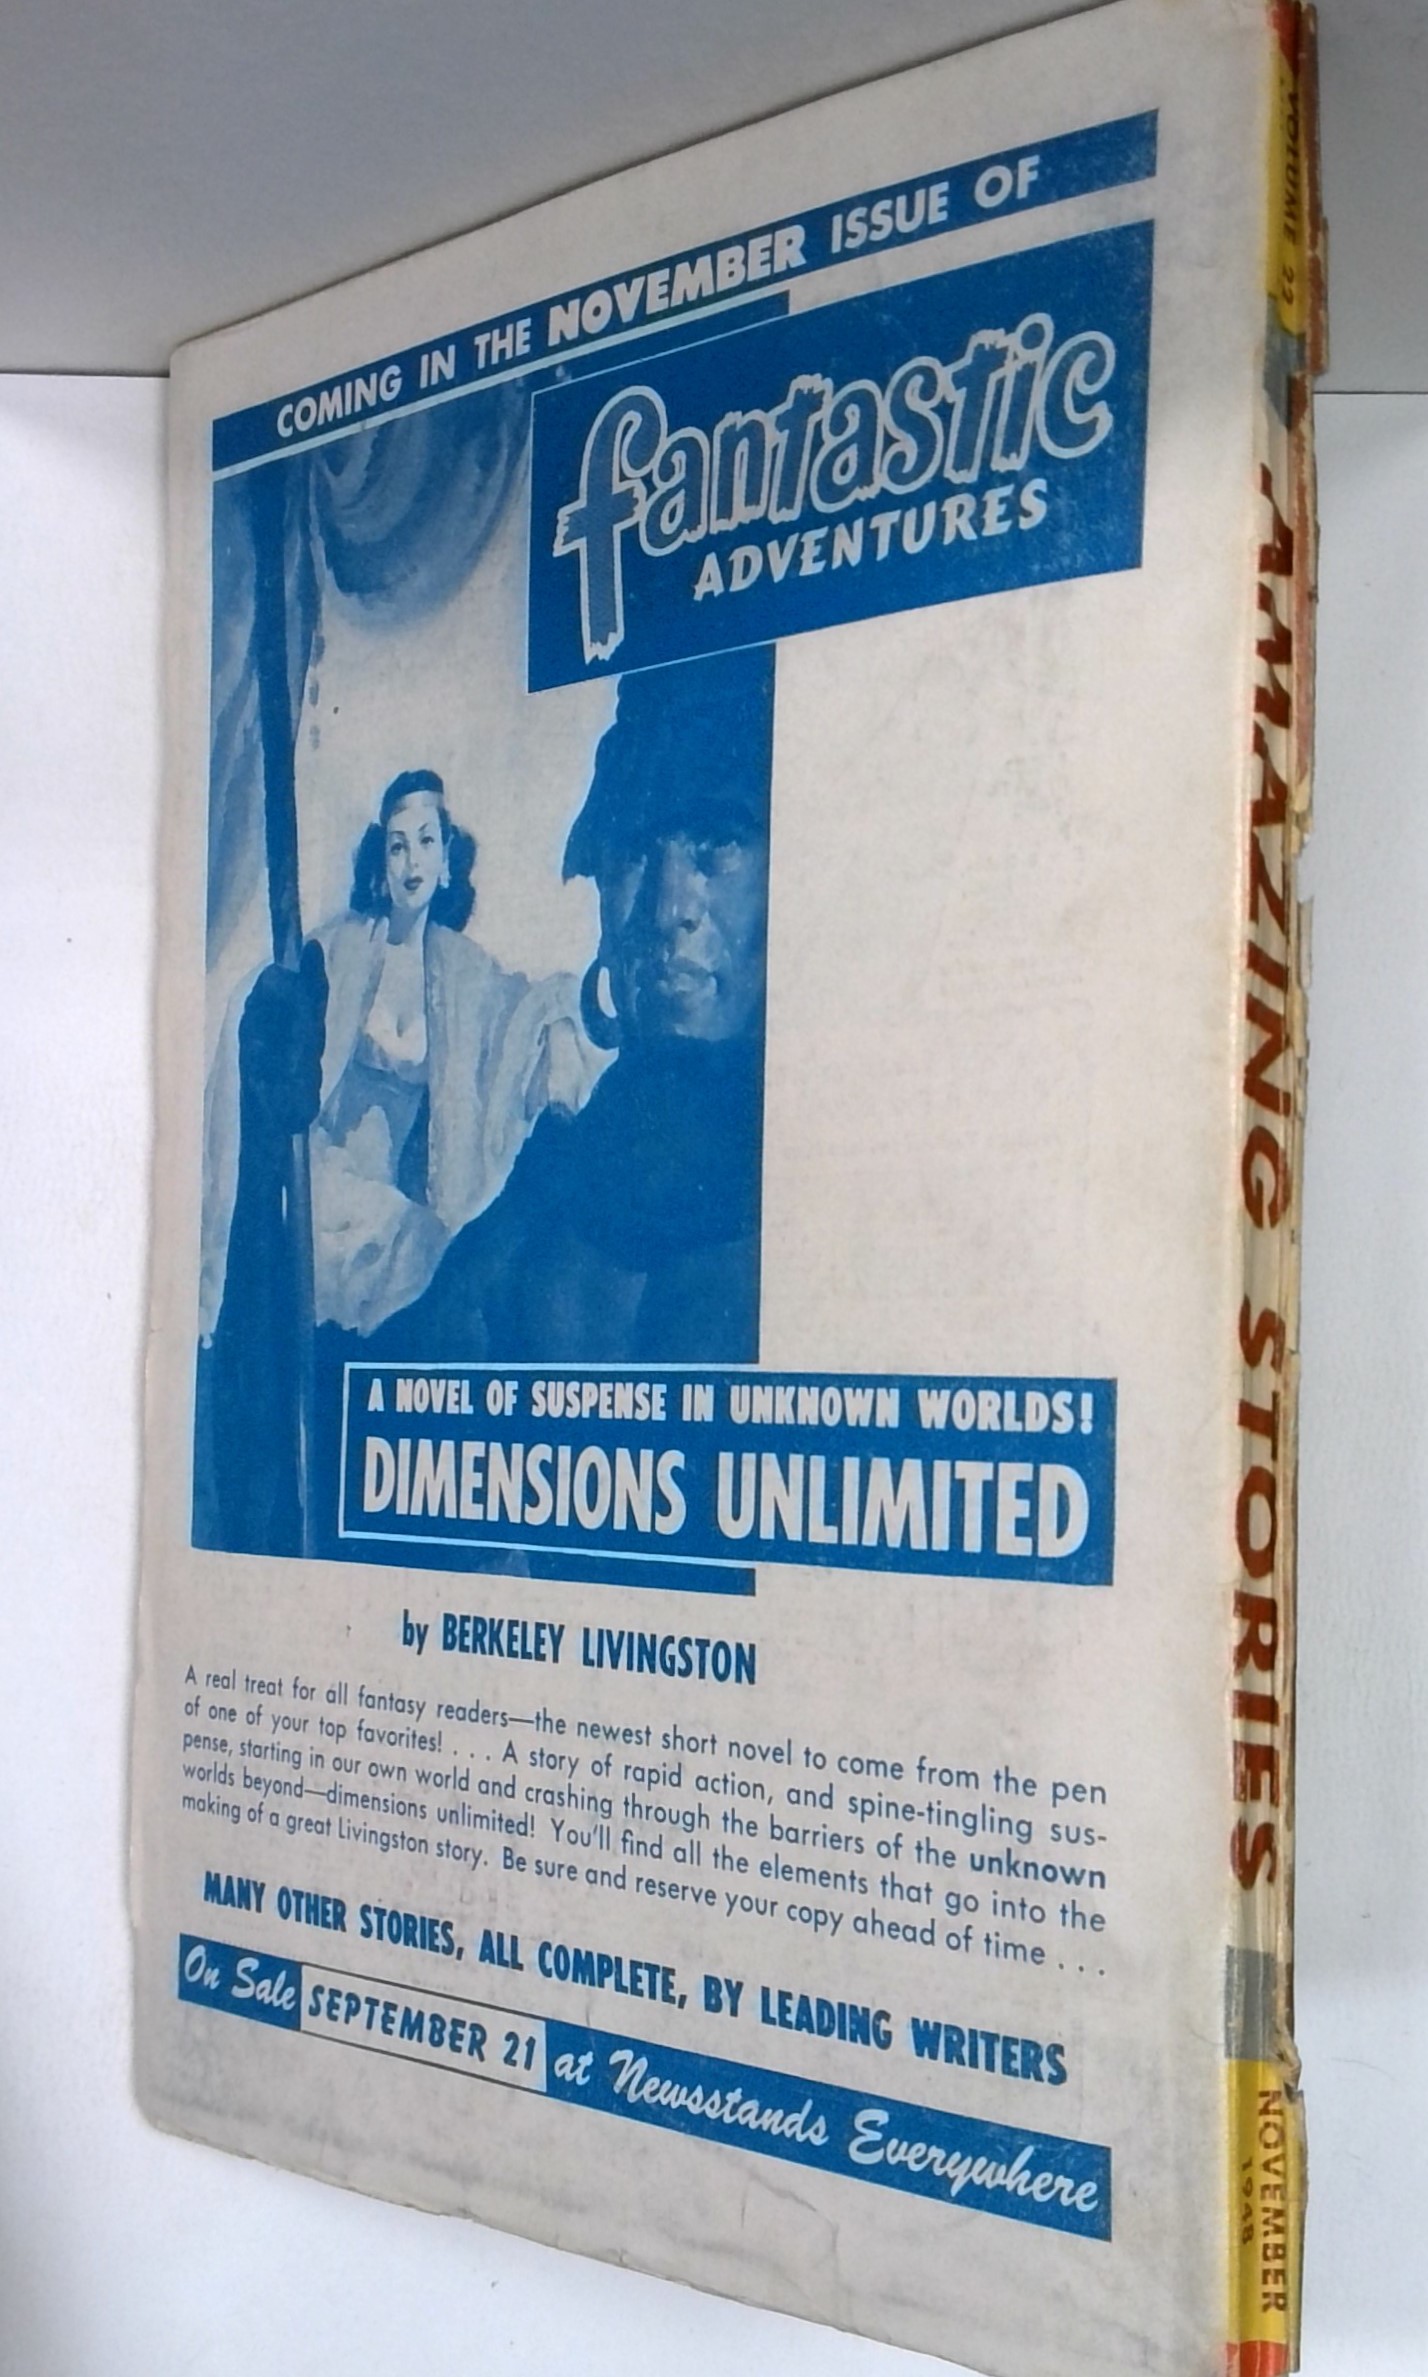 COMING IN THE NOVEMBER ISSUE OF
fantastic
ADVENTURES
A NOVEL OF SUSPENSE IN UNKNOWN WORLDS!
DIMENSIONS UNLIMITED
by BERKELEY LIVINGSTON
A real treat for all fantasy readers—the newest short novel to come from the pen
of one of your top favorites! . . . A story of rapid action, and spine-tingling sus-
pense, starting in our own world and crashing through the barriers of the unknown
worlds beyond—dimensions unlimited! You'll find all the elements that go into the
making of a great Livingston story. Be sure and reserve your copy ahead of time . . .
MANY OTHER STORIES, ALL COMPLETE, BY LEADING WRITERS
On Sale SEPTEMBER 21 at Newsstands Everywhere
VOLUME 22
AMAZING STORIES
NOVEMBER
1948